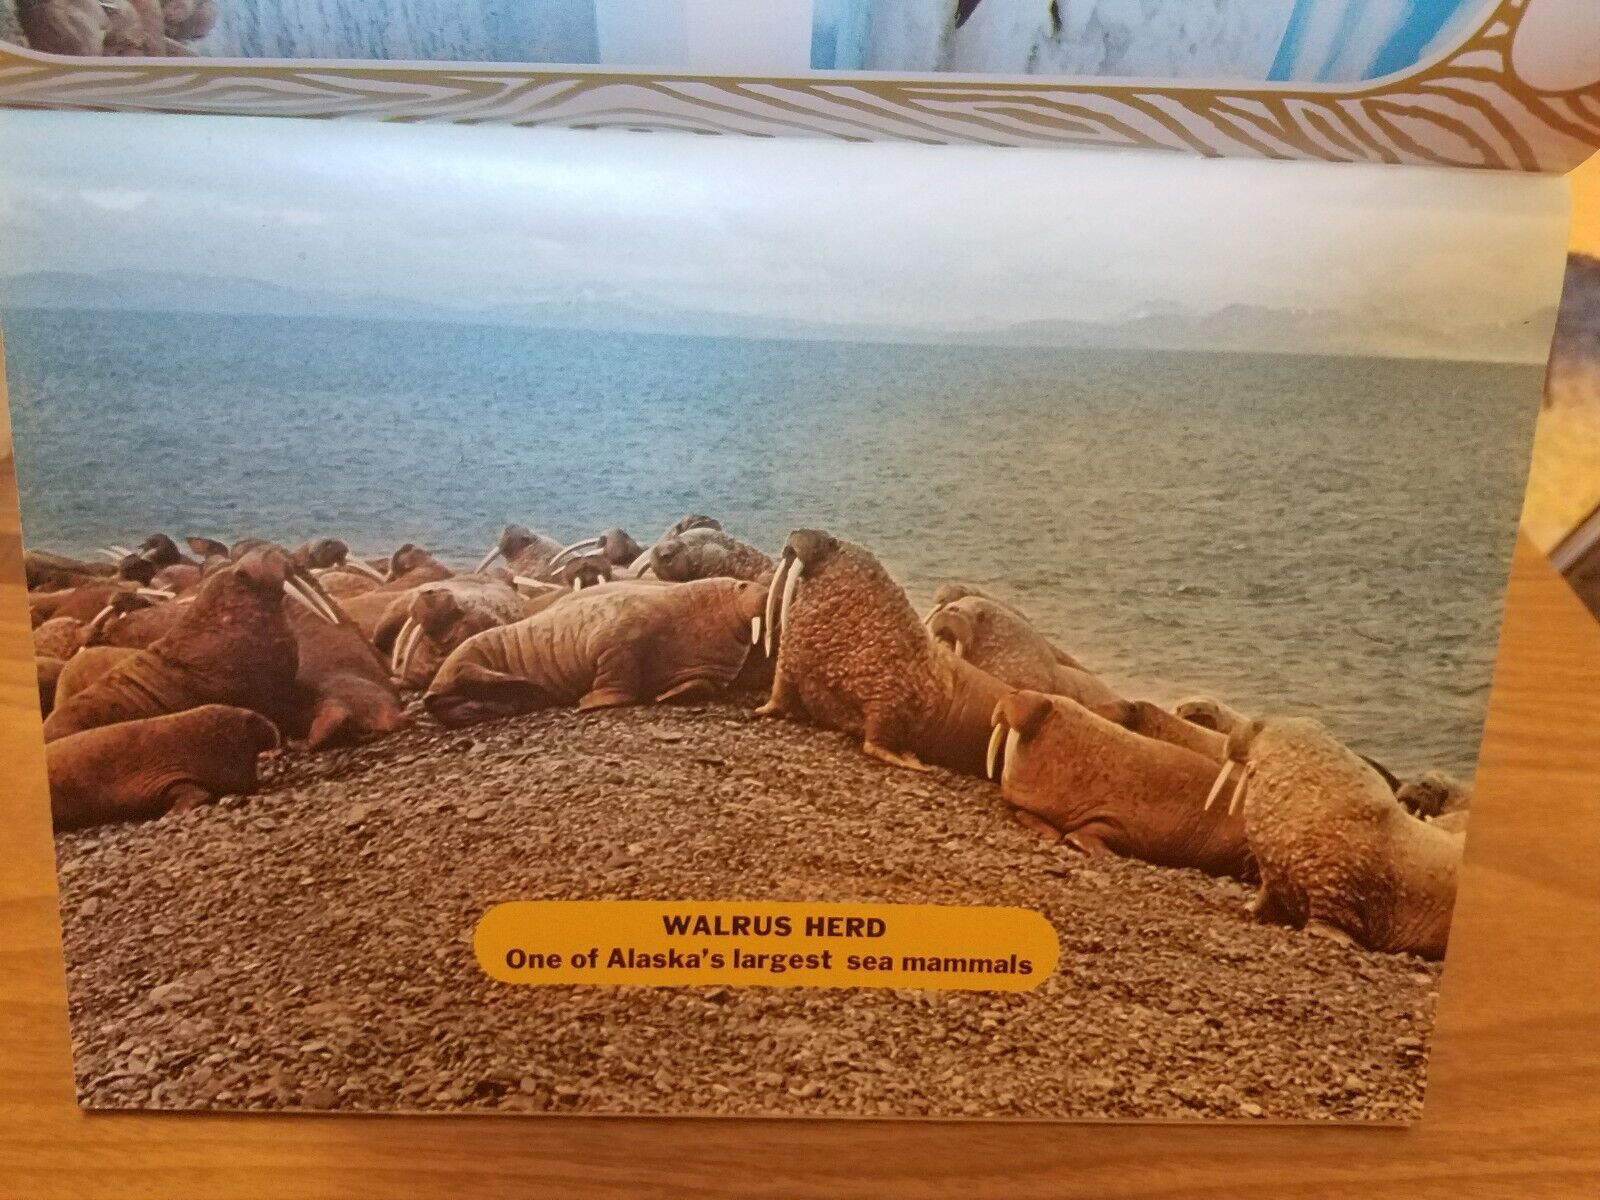 WALRUS HERD
One of Alaska's largest sea mammals